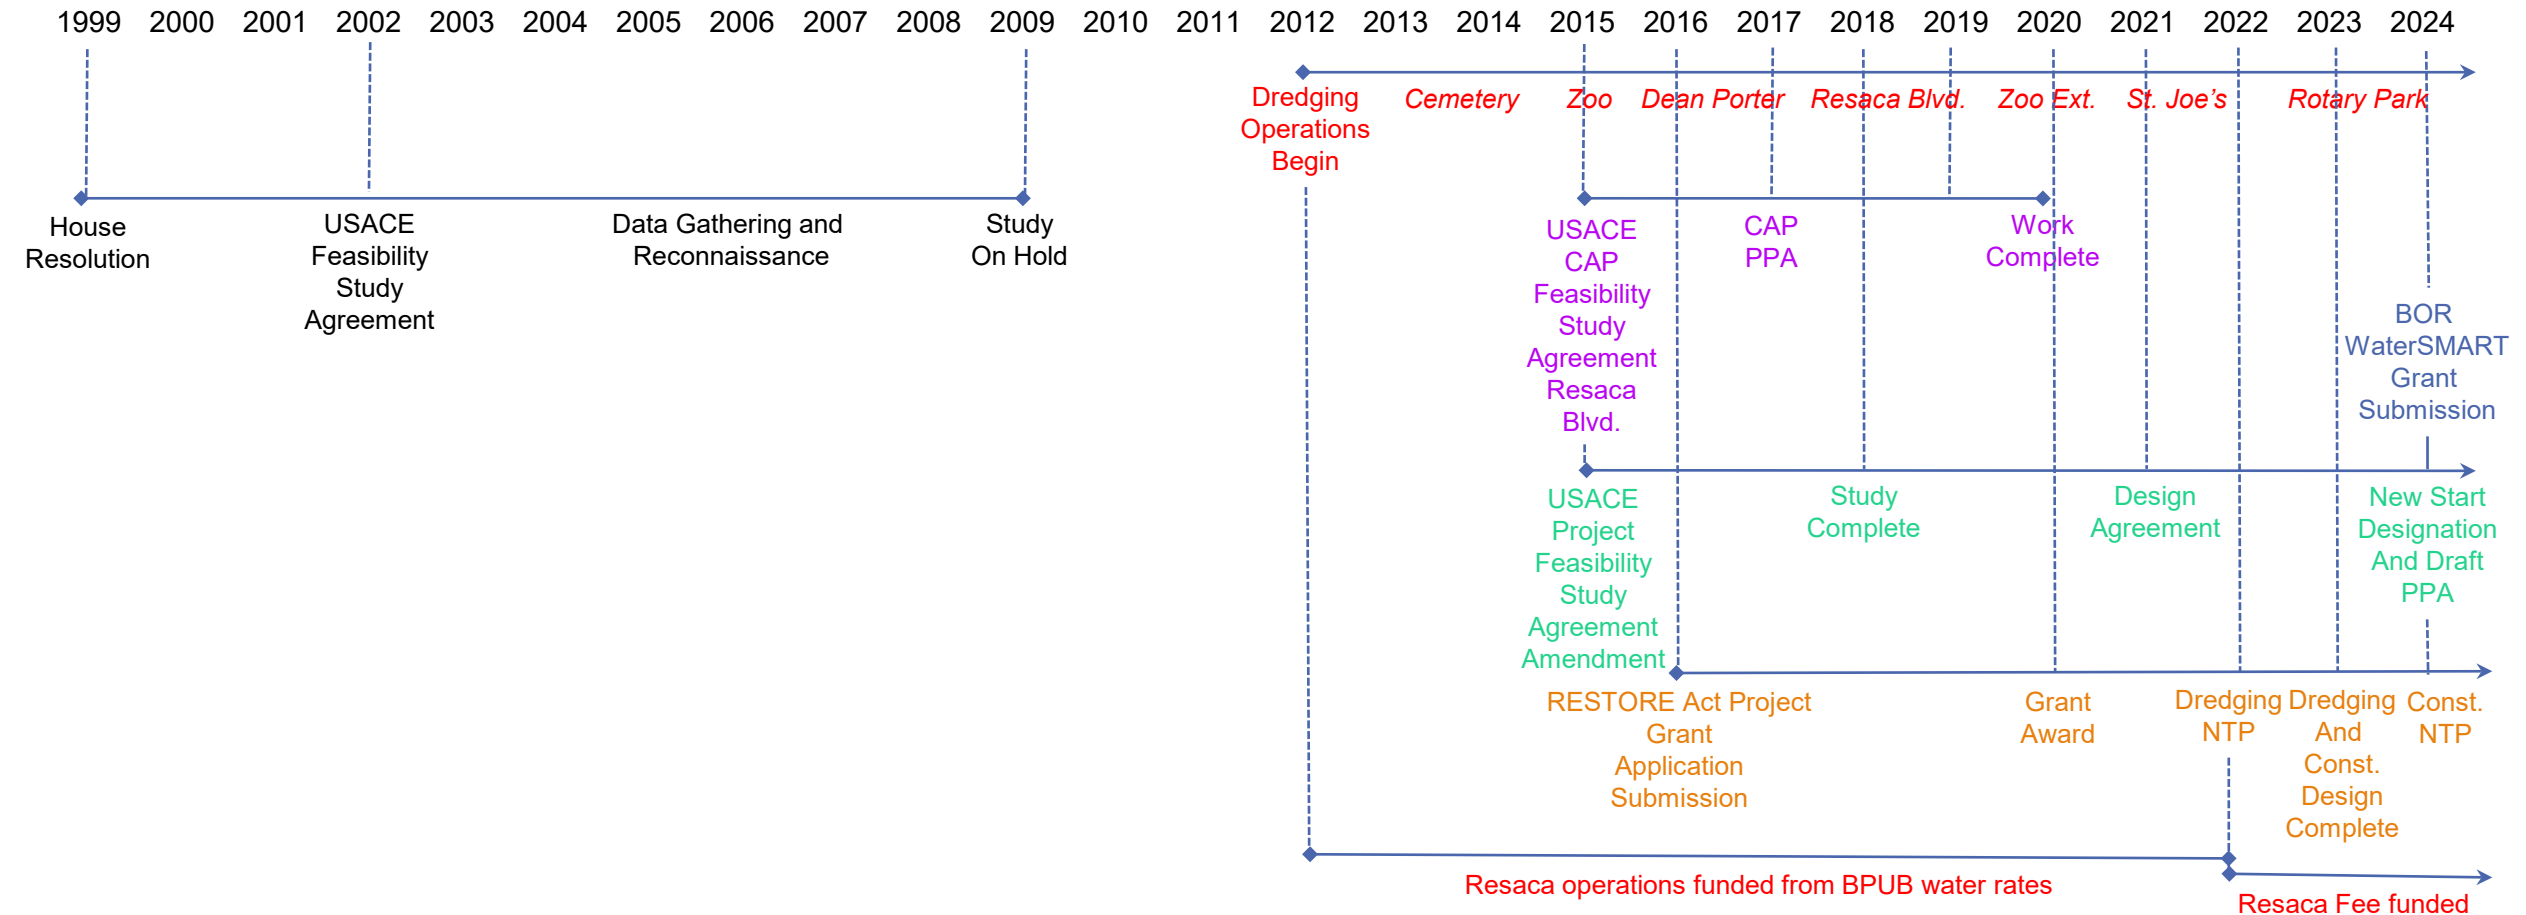 1999 2000 2001 2002 2003 2004 2005 2006 2007 2008 2009 2010 2011 2012 2013 2014 2015 2016 2017 2018 2019 2020 2021 2022 2023 2024
Dredging
Operations
Begin
Cemetery
Zoo
Dean Porter
Resaca Blvd.
Zoo Ext.
St. Joe’s
Rotary Park
House
Resolution
USACE
Feasibility
Study
Agreement
Data Gathering and
Reconnaissance
Study
On Hold
USACE
CAP
Feasibility
Study
Agreement
Resaca
Blvd.
CAP
PPA
Work
Complete
BOR
WaterSMART
Grant
Submission
USACE
Project
Feasibility
Study
Agreement
Amendment
Study
Complete
Design
Agreement
New Start
Designation
And Draft
PPA
RESTORE Act Project
Grant
Application
Submission
Grant
Award
Dredging
NTP
Dredging
And
Const.
Design
Complete
Const.
NTP
Resaca operations funded from BPUB water rates
Resaca Fee funded